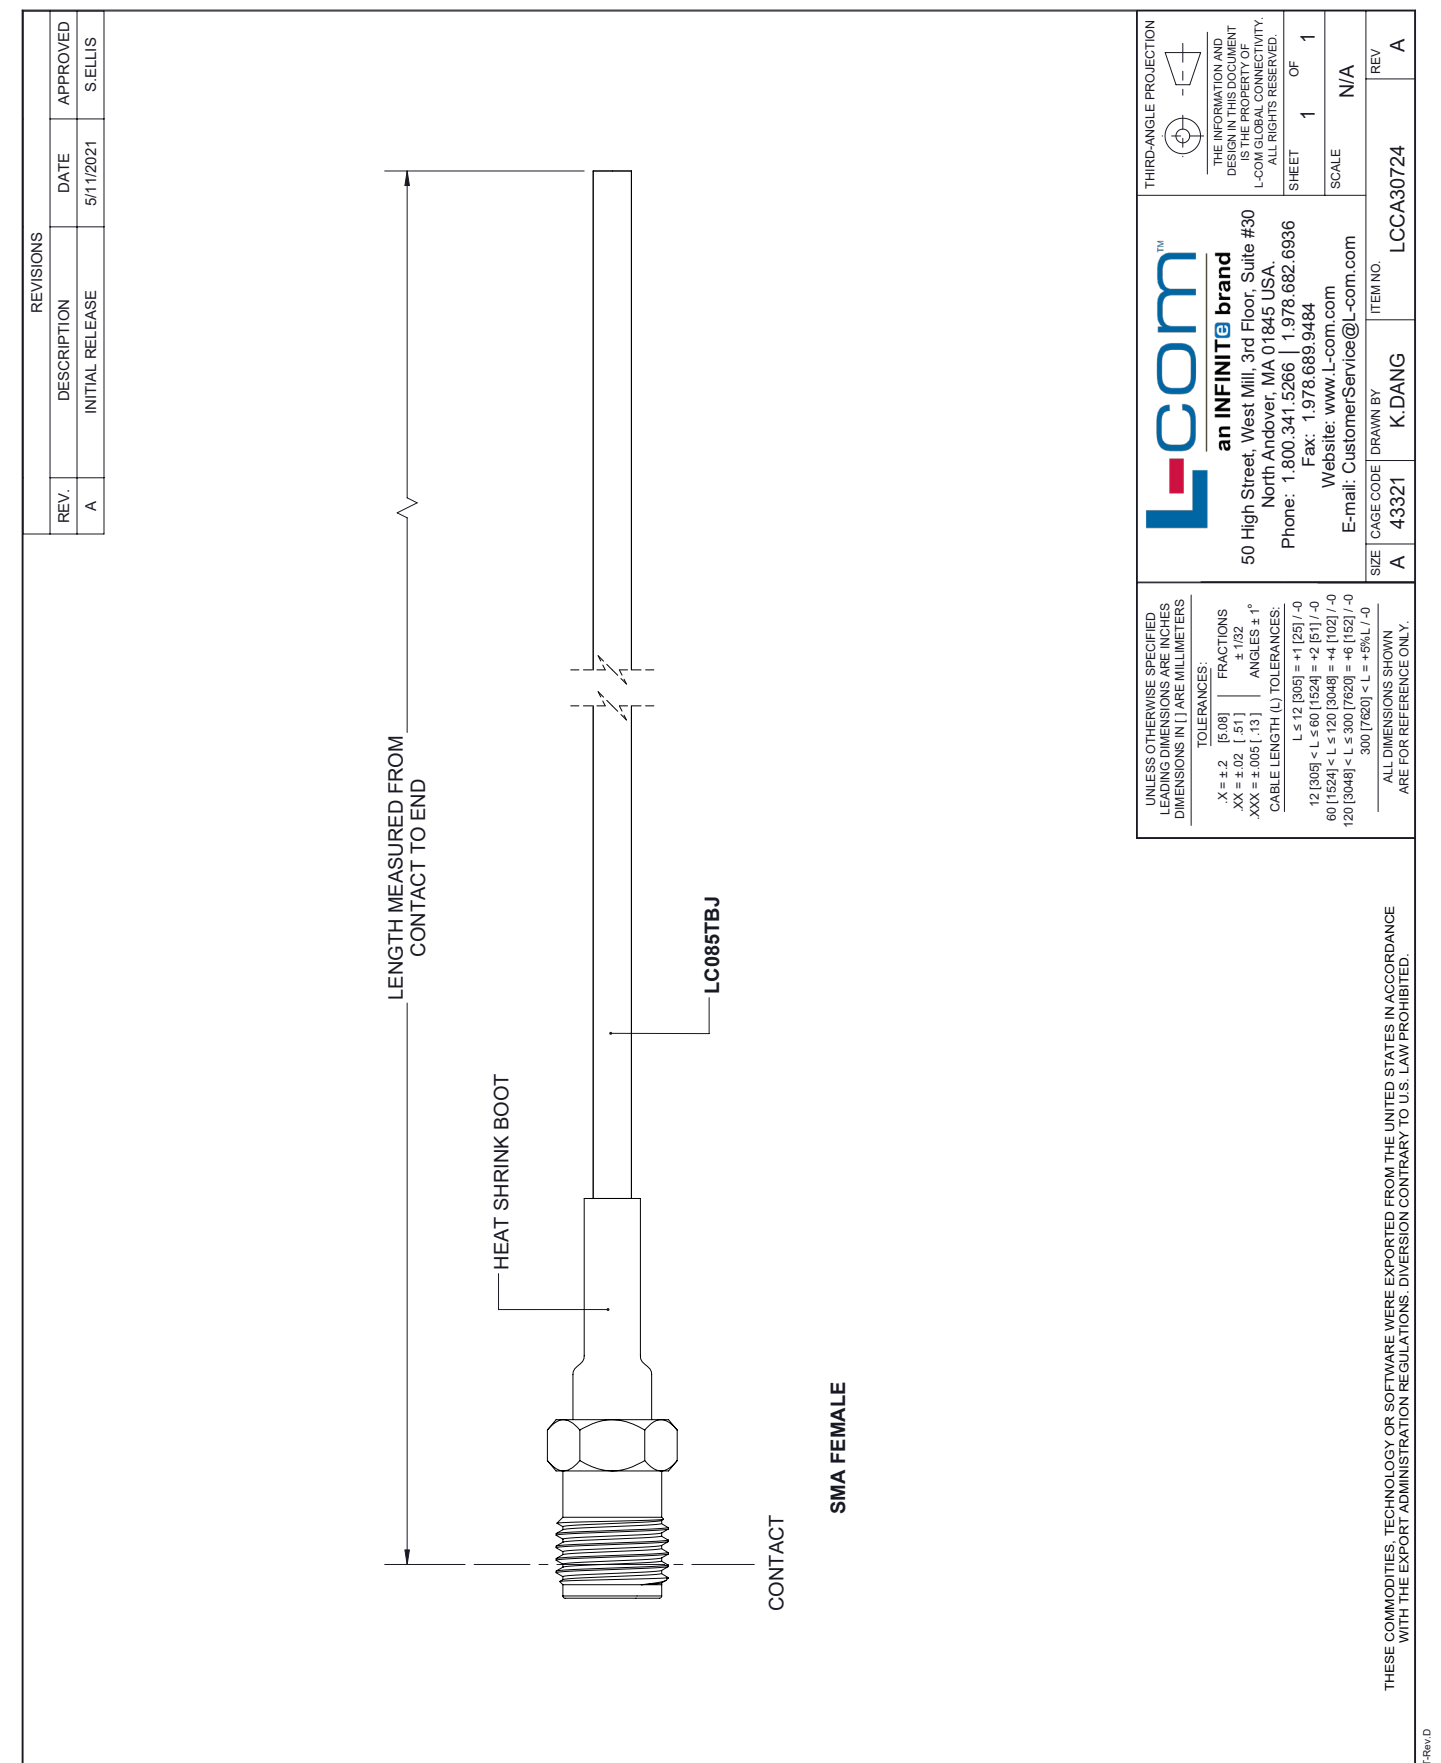 REVISIONS
REV. DESCRIPTION DATE APPROVED
A INITIAL RELEASE 5/11/2021 S.ELLIS
LENGTH MEASURED FROM
CONTACT TO END
HEAT SHRINK BOOT
LC085TBJ
CONTACT
SMA FEMALE
UNLESS OTHERWISE SPECIFIED
LEADING DIMENSIONS ARE INCHES
DIMENSIONS IN [ ] ARE MILLIMETERS
TOLERANCES:
.X = ±.2 [5.08] FRACTIONS
.XX = ±.02 [ .51 ] ± 1/32
.XXX = ±.005 [ .13 ] ANGLES ± 1°
CABLE LENGTH (L) TOLERANCES:
L ≤ 12 [305] = +1 [25] / -0
12 [305] < L ≤ 60 [1524] = +2 [51] / -0
60 [1524] < L ≤ 120 [3048] = +4 [102] / -0
120 [3048] < L ≤ 300 [7620] = +6 [152] / -0
300 [7620] < L = +5%L / -0
ALL DIMENSIONS SHOWN
ARE FOR REFERENCE ONLY.
L-com™
an INFINITe brand
50 High Street, West Mill, 3rd Floor, Suite #30
North Andover, MA 01845 USA.
Phone: 1.800.341.5266 | 1.978.682.6936
Fax: 1.978.689.9484
Website: www.L-com.com
E-mail: CustomerService@L-com.com
THIRD-ANGLE PROJECTION
THE INFORMATION AND
DESIGN IN THIS DOCUMENT
IS THE PROPERTY OF
L-COM GLOBAL CONNECTIVITY.
ALL RIGHTS RESERVED.
SHEET 1 OF 1
SCALE N/A
SIZE A
CAGE CODE 43321
DRAWN BY K.DANG
ITEM NO. LCCA30724
REV A
THESE COMMODITIES, TECHNOLOGY OR SOFTWARE WERE EXPORTED FROM THE UNITED STATES IN ACCORDANCE
WITH THE EXPORT ADMINISTRATION REGULATIONS. DIVERSION CONTRARY TO U.S. LAW PROHIBITED.